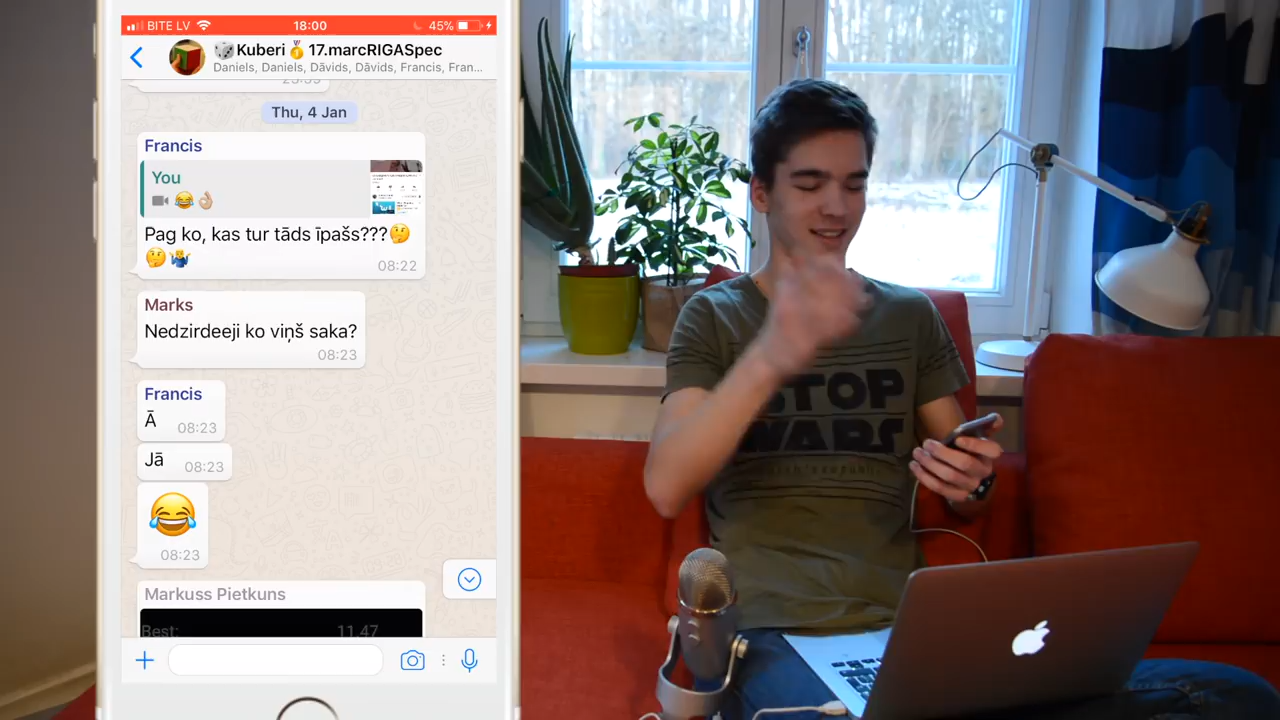 BITE LV
18:00
45%
🎲Kuberi🥇17.marcRIGASpec
Daniels, Daniels, Dāvids, Dāvids, Francis, Fran...
23:55
Thu, 4 Jan
Francis
You
😂👌🏼
Pag ko, kas tur tāds īpašs???🤔
🤔🤷‍♂️
08:22
Marks
Nedzirdeeji ko viņš saka?
08:23
Francis
Ā 08:23
Jā 08:23
😂
08:23
Markuss Pietkuns
Best: 11.47
STOP
WARS